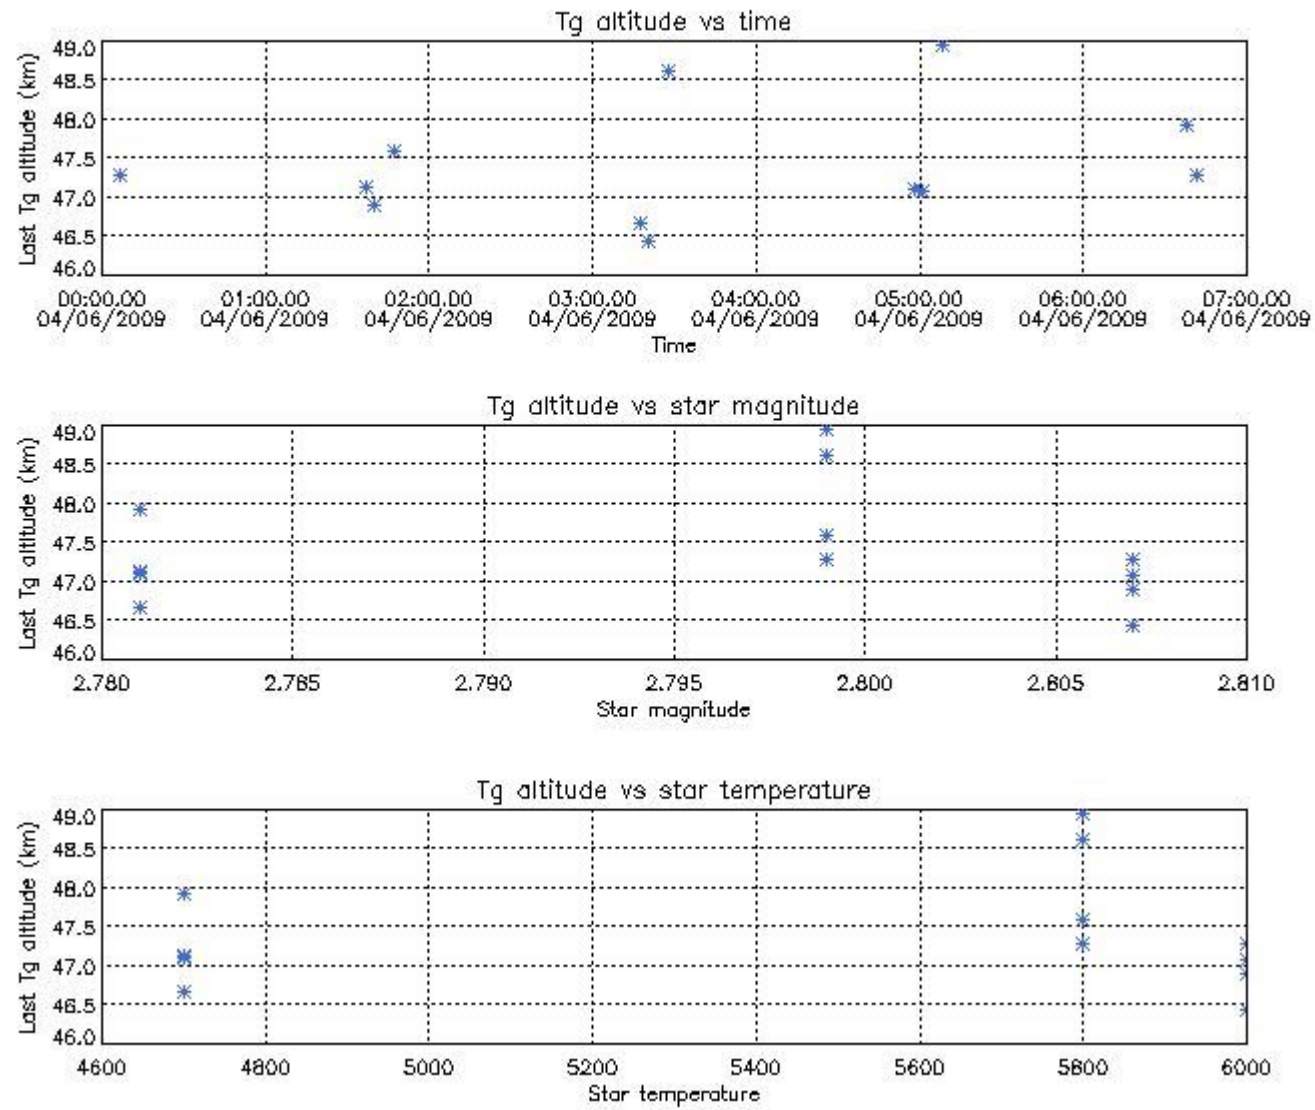 Tg altitude vs time
Last Tg altitude (km)
49.0
48.5
48.0
47.5
47.0
46.5
46.0
00:00.00 01:00.00 02:00.00 03:00.00 04:00.00 05:00.00 06:00.00 07:00.00
04/06/2009 04/06/2009 04/06/2009 04/06/2009 04/06/2009 04/06/2009 04/06/2009 04/06/2009
Time
Tg altitude vs star magnitude
Last Tg altitude (km)
49.0
48.5
48.0
47.5
47.0
46.5
46.0
2.780 2.785 2.790 2.795 2.800 2.805 2.810
Star magnitude
Tg altitude vs star temperature
Last Tg altitude (km)
49.0
48.5
48.0
47.5
47.0
46.5
46.0
4600 4800 5000 5200 5400 5600 5800 6000
Star temperature